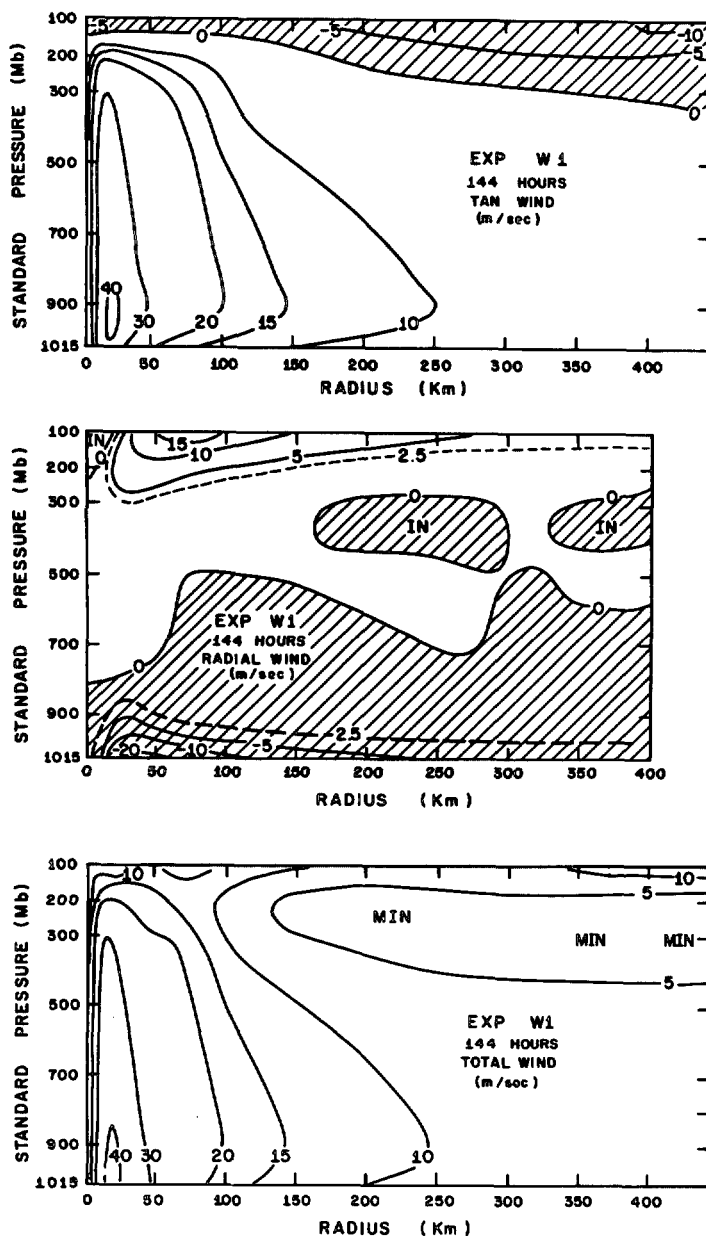 STANDARD PRESSURE (Mb)
100
200
300
500
700
900
1015
-5
0
-5
-10
-5
0
EXP W1
144 HOURS
TAN WIND
(m/sec)
40
30
20
15
10
0 50 100 150 200 250 300 350 400
RADIUS (Km)
STANDARD PRESSURE (Mb)
100
200
300
500
700
900
1015
IN
0
15
10
5
2.5
0
IN
0
IN
EXP W1
144 HOURS
RADIAL WIND
(m/sec)
0
0
2.5
-20
10
-5
0 50 100 150 200 250 300 350 400
RADIUS (Km)
STANDARD PRESSURE (Mb)
100
200
300
500
700
900
1015
10
10
5
MIN
MIN MIN
5
EXP W1
144 HOURS
TOTAL WIND
(m/soc)
40
30
20
15
10
0 50 100 150 200 250 300 350 400
RADIUS (Km)